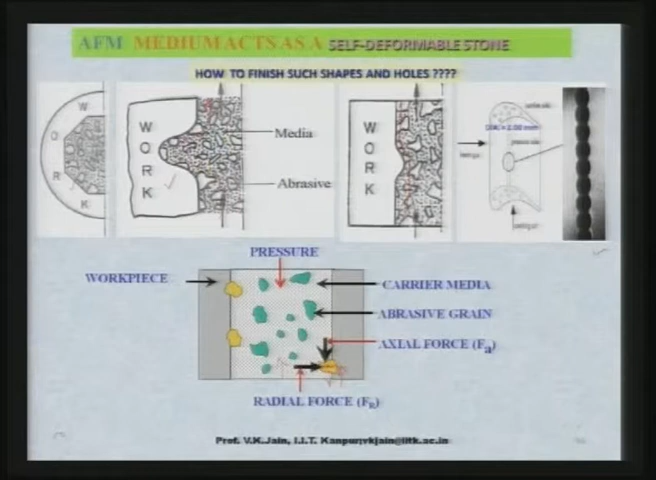 AFM MEDIUM ACTS AS A SELF-DEFORMABLE STONE
HOW TO FINISH SUCH SHAPES AND HOLES ????
W
O
R
K
W
O
R
K
Media
Abrasive
W
O
R
K
PRESSURE
WORKPIECE
CARRIER MEDIA
ABRASIVE GRAIN
AXIAL FORCE (Fa)
RADIAL FORCE (FR)
Prof. V.K.Jain, I.I.T. Kanpur;vkjain@iitk.ac.in